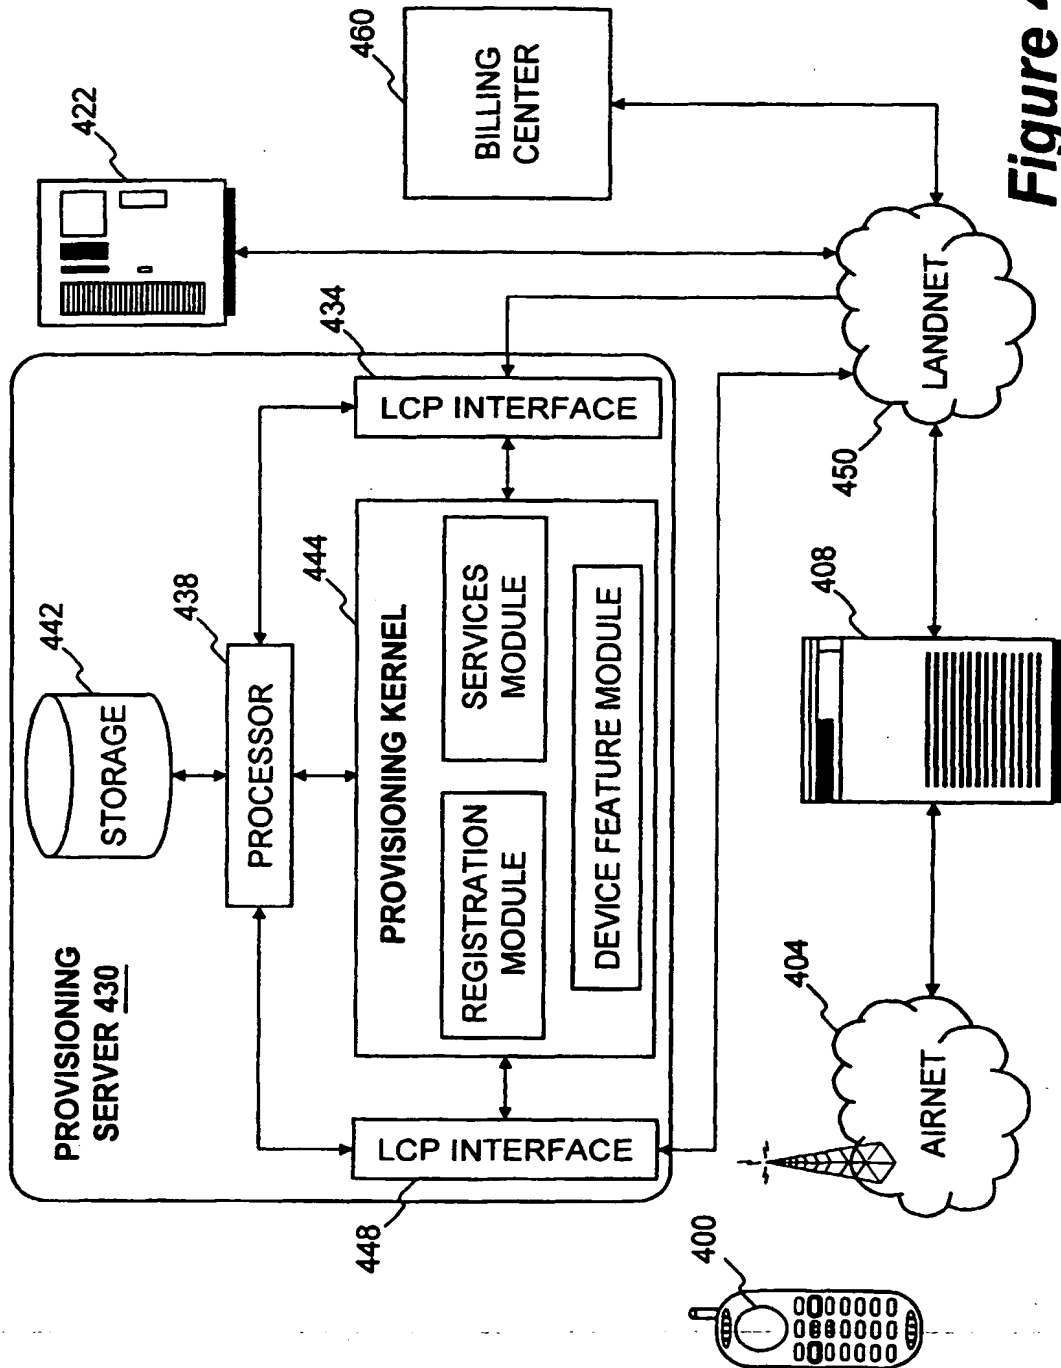 PROVISIONING
SERVER 430
442
STORAGE
438
PROCESSOR
444
PROVISIONING KERNEL
REGISTRATION
MODULE
SERVICES
MODULE
DEVICE FEATURE MODULE
448
LCP INTERFACE
434
LCP INTERFACE
422
460
BILLING
CENTER
400
404
AIRNET
408
450
LANDNET
Figure 4